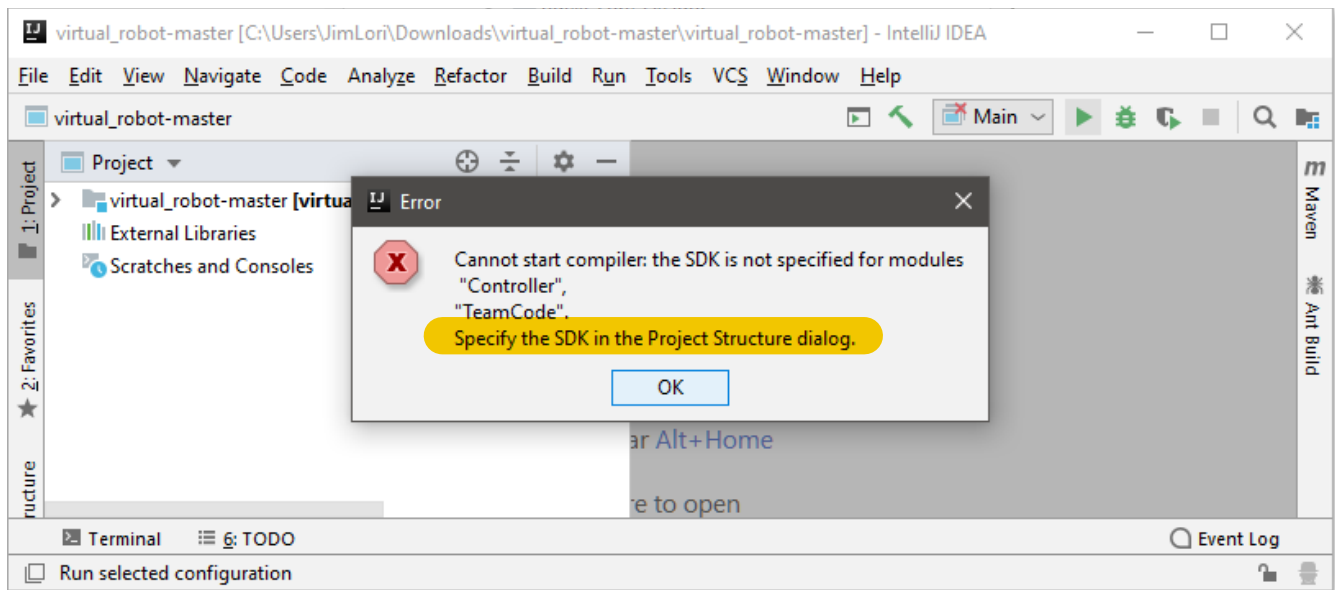 IJ virtual_robot-master [C:\Users\JimLori\Downloads\virtual_robot-master\virtual_robot-master] - IntelliJ IDEA
File Edit View Navigate Code Analyze Refactor Build Run Tools VCS Window Help
virtual_robot-master
Main
1: Project
2: Favorites
ructure
Project
virtual_robot-master [virtua
External Libraries
Scratches and Consoles
IJ Error
Cannot start compiler: the SDK is not specified for modules
"Controller",
"TeamCode".
Specify the SDK in the Project Structure dialog.
OK
ar Alt+Home
re to open
m Maven
Ant Build
Terminal 6: TODO
Event Log
Run selected configuration